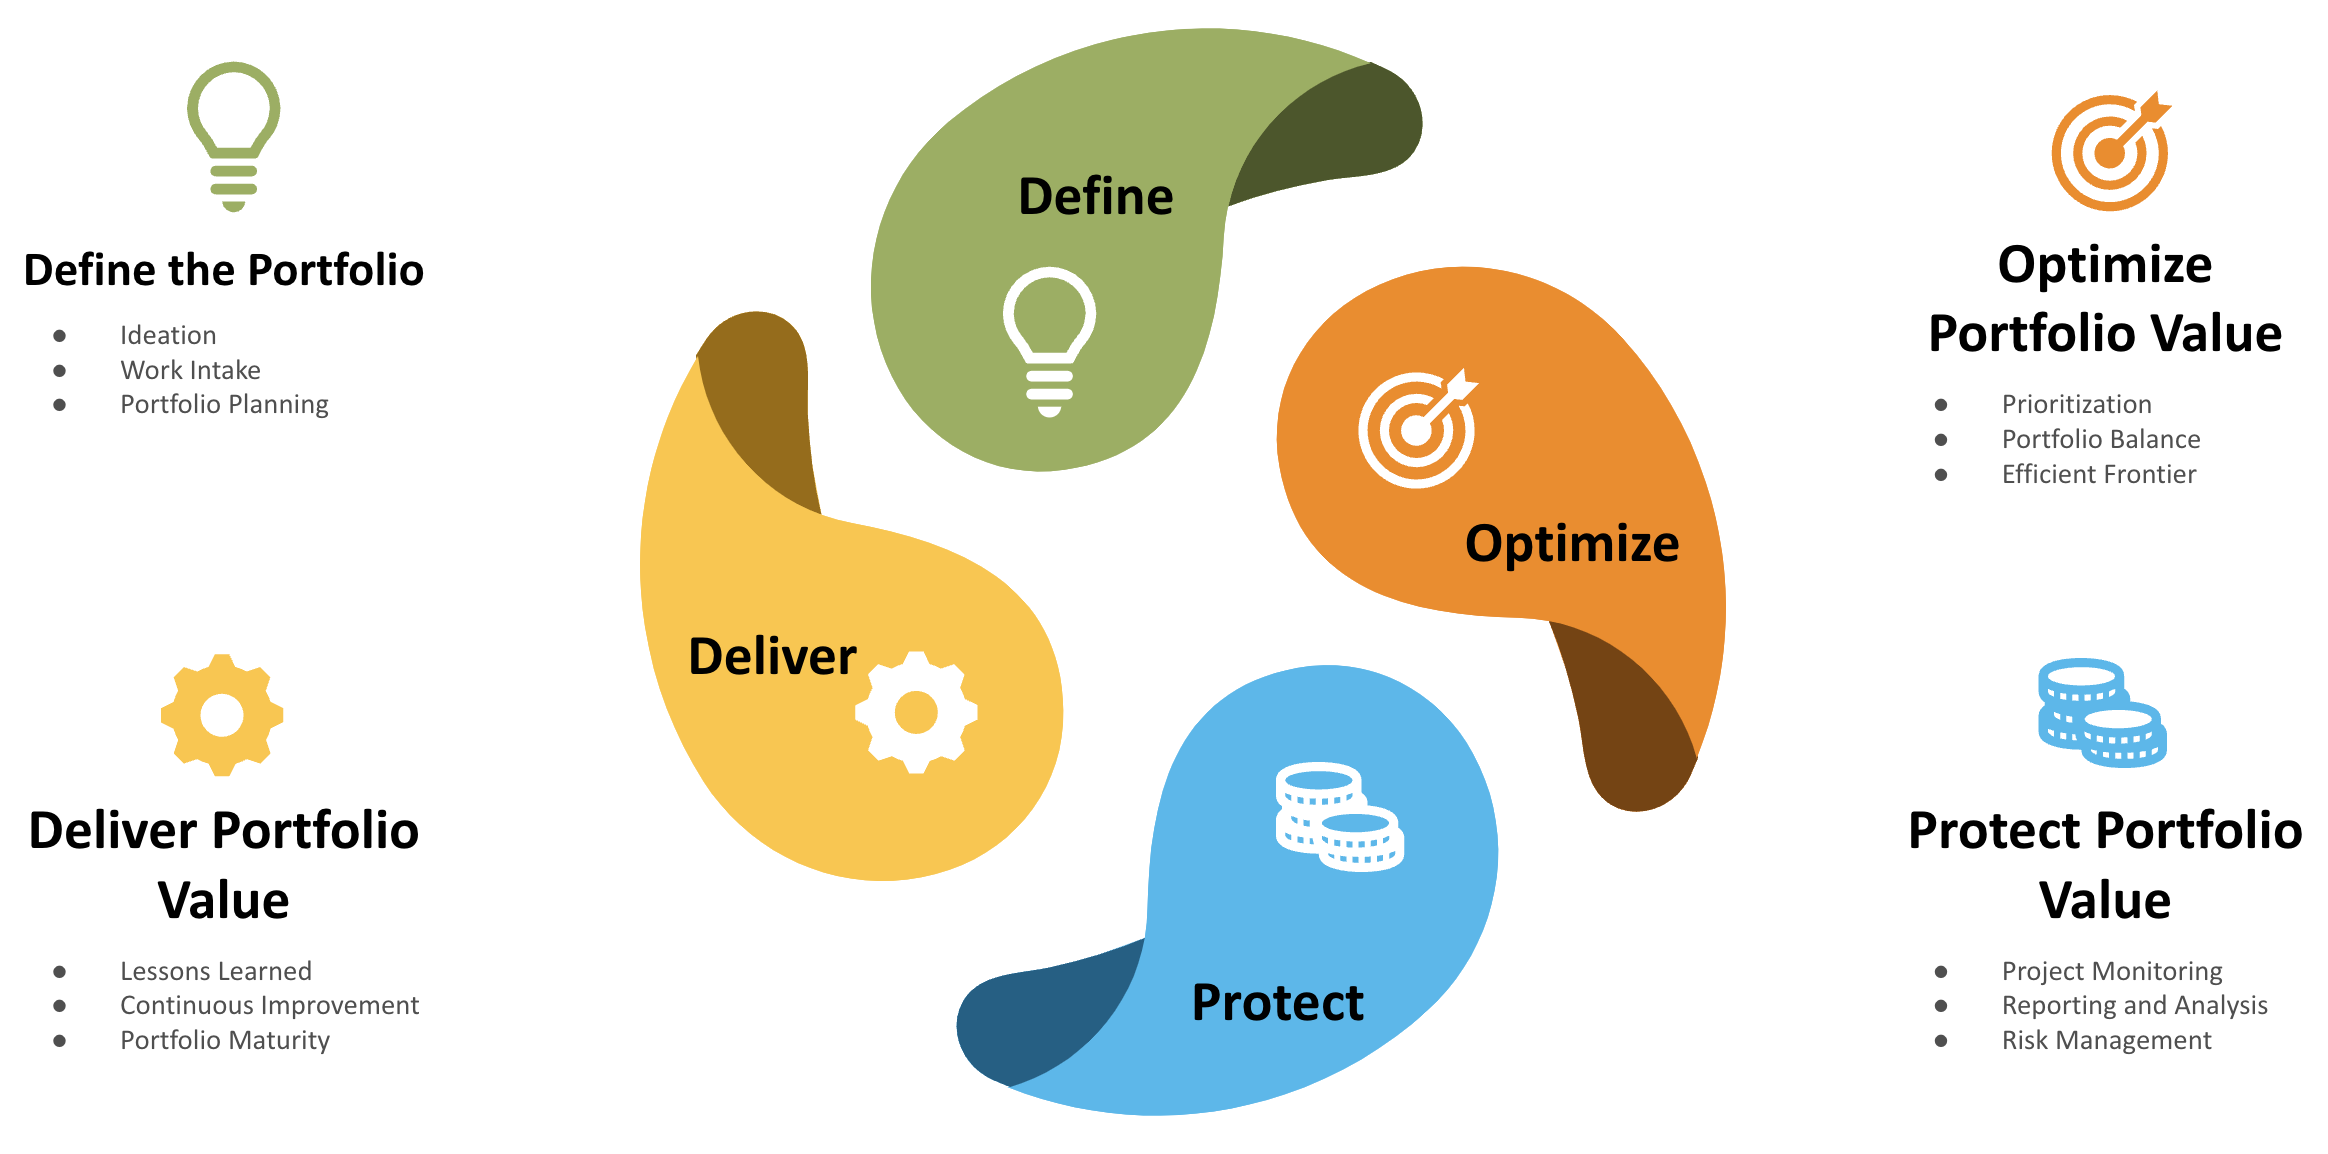 Define the Portfolio
● Ideation
● Work Intake
● Portfolio Planning
Define
Optimize
Deliver
Protect
Optimize
Portfolio Value
● Prioritization
● Portfolio Balance
● Efficient Frontier
Deliver Portfolio
Value
● Lessons Learned
● Continuous Improvement
● Portfolio Maturity
Protect Portfolio
Value
● Project Monitoring
● Reporting and Analysis
● Risk Management